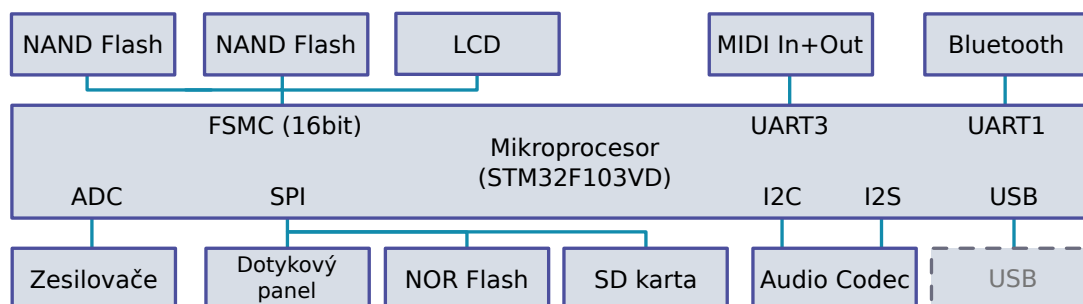 NAND Flash
NAND Flash
LCD
MIDI In+Out
Bluetooth
FSMC (16bit)
UART3
UART1
Mikroprocesor
(STM32F103VD)
ADC
SPI
I2C
I2S
USB
Zesilovače
Dotykový
panel
NOR Flash
SD karta
Audio Codec
USB